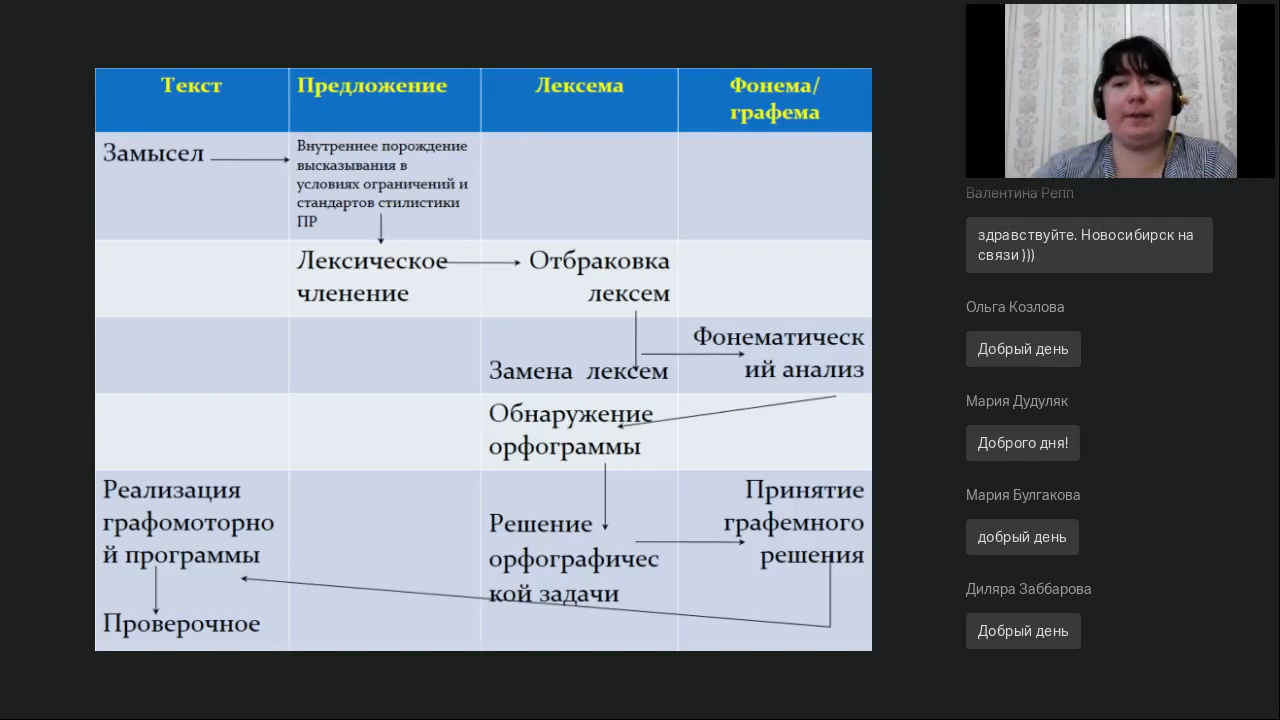 Текст
Предложение
Лексема
Фонема/
графема
Замысел
Внутреннее порождение
высказывания в
условиях ограничений и
стандартов стилистики
ПР
Лексическое
членение
Отбраковка
лексем
Замена лексем
Фонематическ
ий анализ
Обнаружение
орфограммы
Реализация
графомоторно
й программы
Проверочное
Решение
орфографичес
кой задачи
Принятие
графемного
решения
Валентина Репп
здравствуйте. Новосибирск на
связи )))
Ольга Козлова
Добрый день
Мария Дудуляк
Доброго дня!
Мария Булгакова
добрый день
Диляра Заббарова
Добрый день